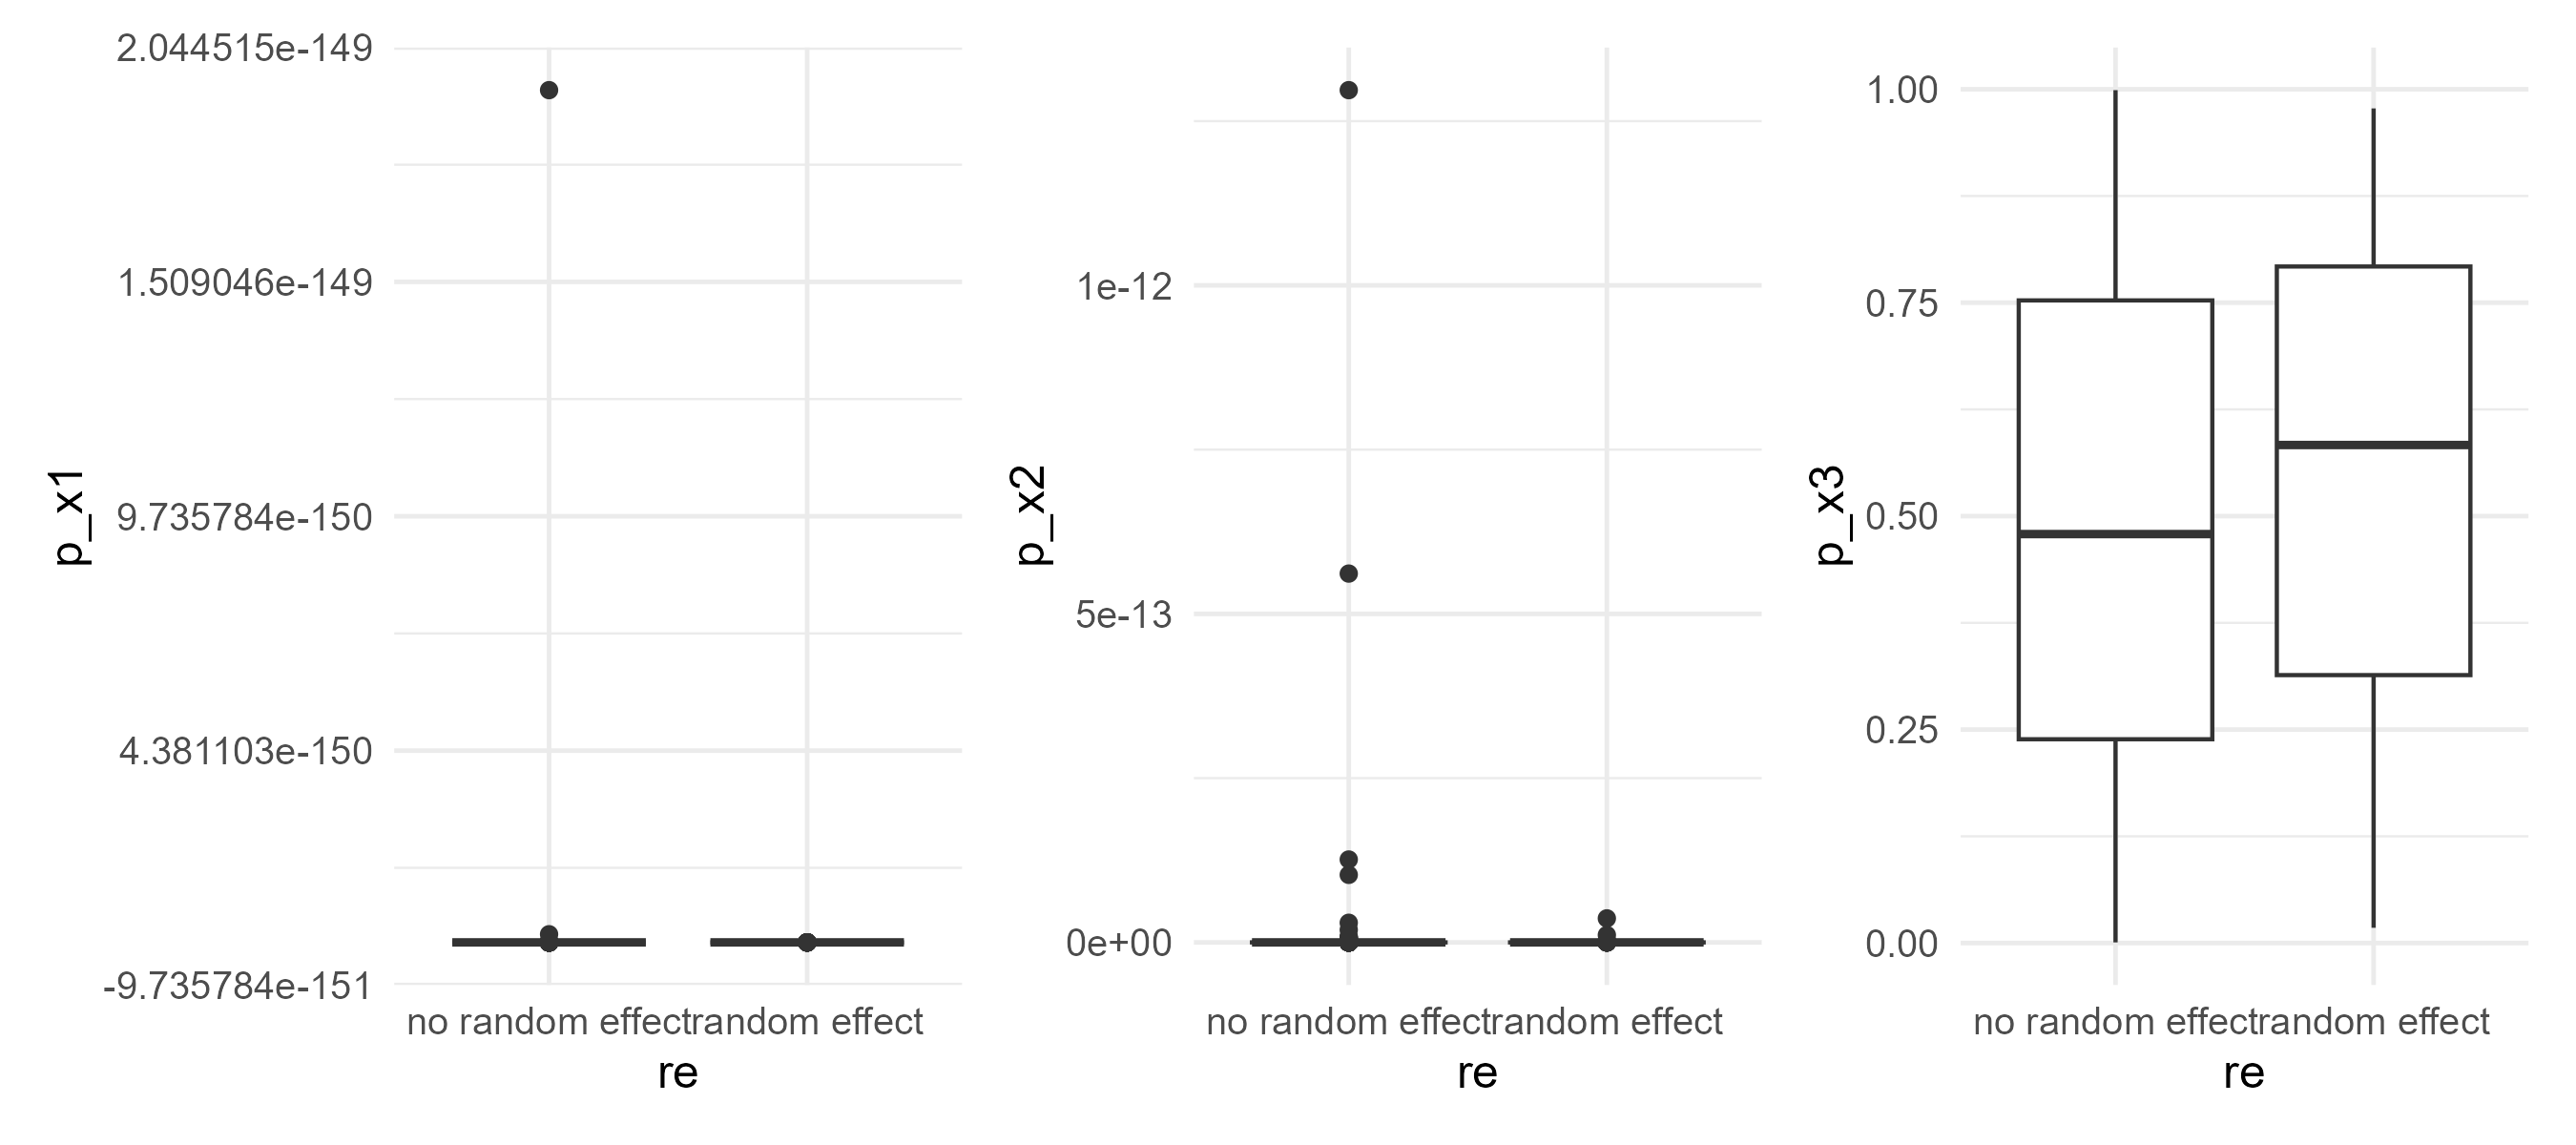 p_x1
2.044515e-149
1.509046e-149
9.735784e-150
4.381103e-150
-9.735784e-151
no random effect
random effect
re
p_x2
1e-12
5e-13
0e+00
no random effect
random effect
re
p_x3
1.00
0.75
0.50
0.25
0.00
no random effect
random effect
re